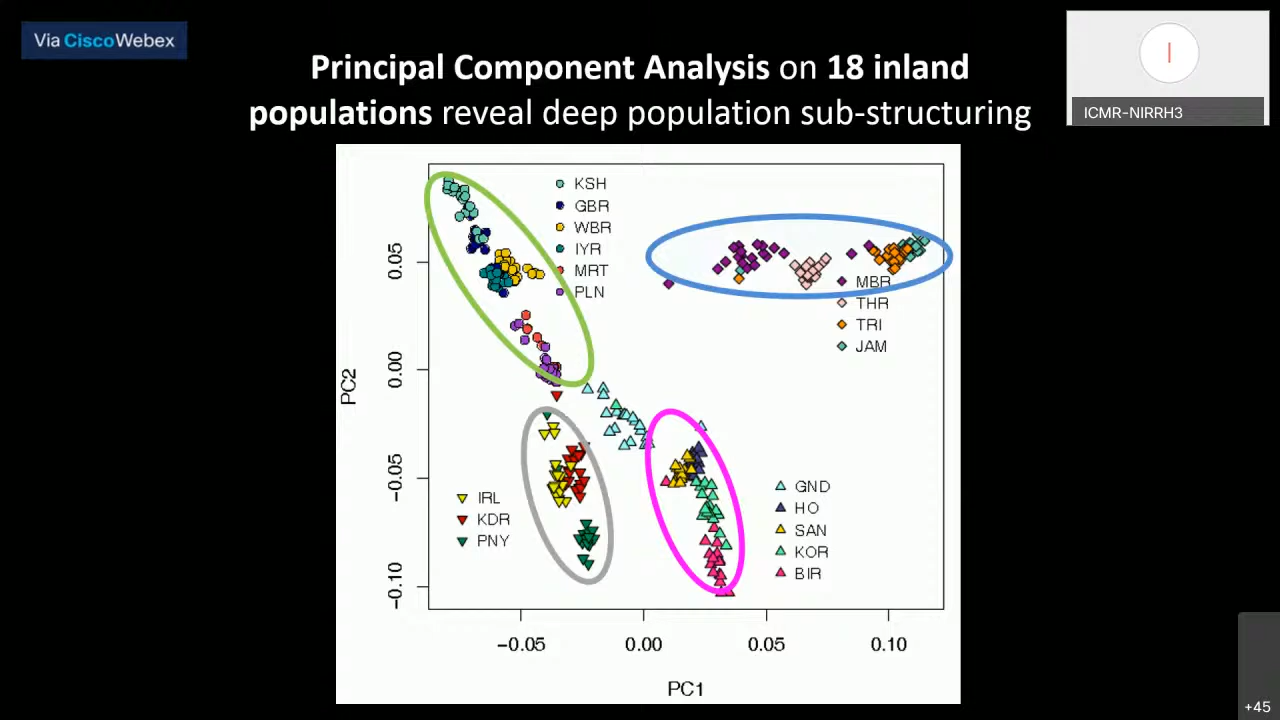 Via Cisco Webex
Principal Component Analysis on 18 inland
populations reveal deep population sub-structuring
ICMR-NIRRH3
KSH
GBR
WBR
IYR
MRT
PLN
MBR
THR
TRI
JAM
IRL
KDR
PNY
GND
HO
SAN
KOR
BIR
PC2
0.05
0.00
−0.05
−0.10
−0.05
0.00
0.05
0.10
PC1
+45